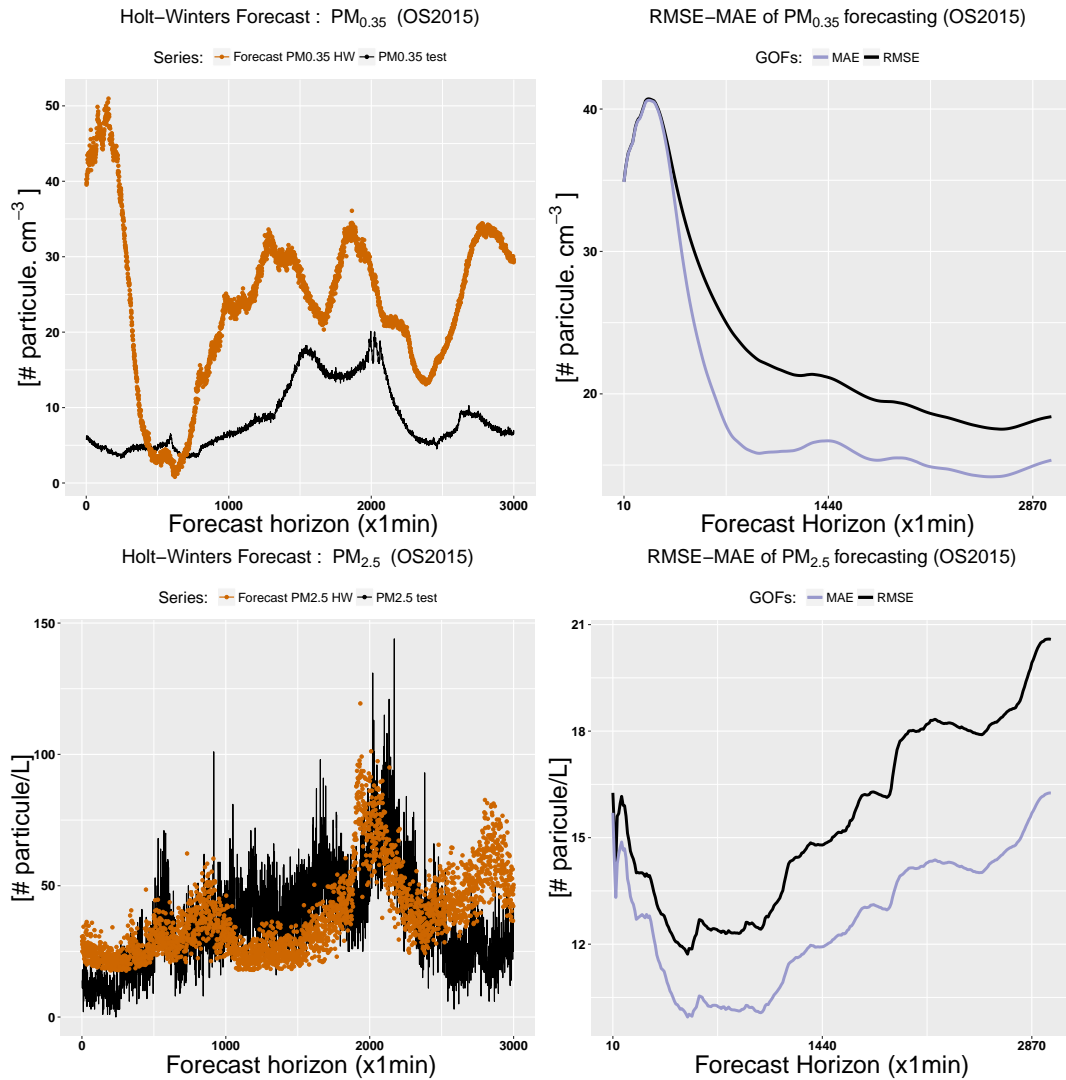 Holt−Winters Forecast : PM0.35 (OS2015)
Series: Forecast PM0.35 HW PM0.35 test
50
40
30
20
10
0
[# particule. cm−3 ]
0 1000 2000 3000
Forecast horizon (x1min)
RMSE−MAE of PM0.35 forecasting (OS2015)
GOFs: MAE RMSE
40
30
20
[# paricule. cm−3 ]
10 1440 2870
Forecast Horizon (x1min)
Holt−Winters Forecast : PM2.5 (OS2015)
Series: Forecast PM2.5 HW PM2.5 test
150
100
50
0
[# particule/L]
0 1000 2000 3000
Forecast horizon (x1min)
RMSE−MAE of PM2.5 forecasting (OS2015)
GOFs: MAE RMSE
21
18
15
12
[# paricule/L]
10 1440 2870
Forecast Horizon (x1min)